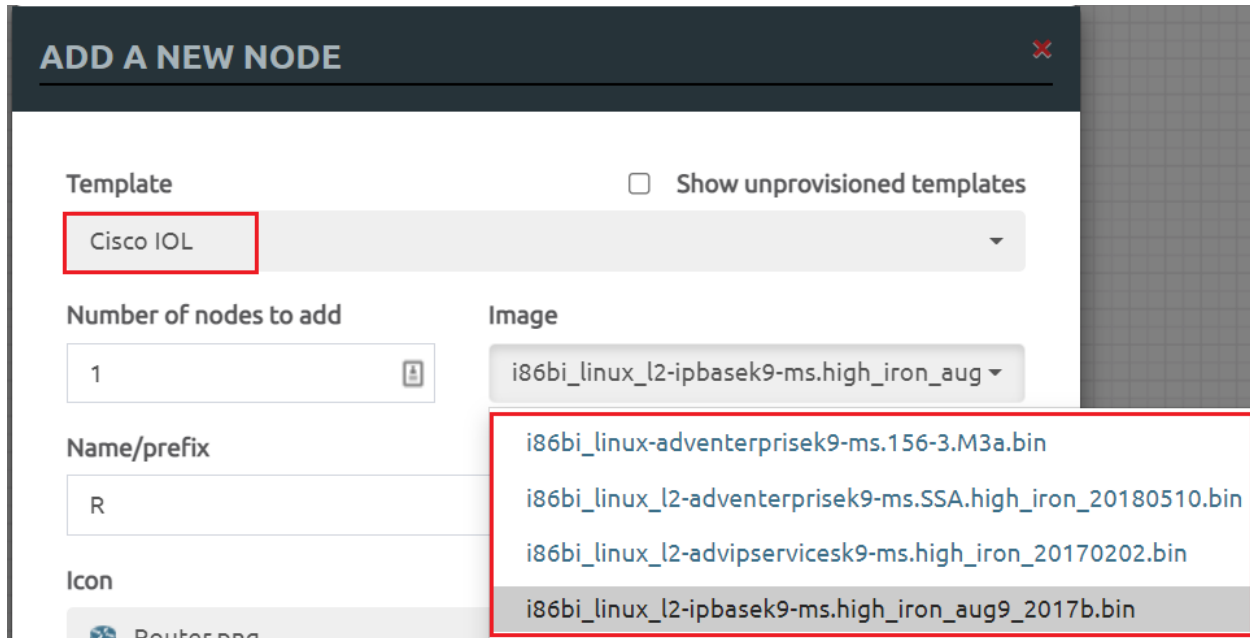 ADD A NEW NODE
Template
Show unprovisioned templates
Cisco IOL
Number of nodes to add
Image
1
i86bi_linux_l2-ipbasek9-ms.high_iron_aug
Name/prefix
i86bi_linux-adventerprisek9-ms.156-3.M3a.bin
R
i86bi_linux_l2-adventerprisek9-ms.SSA.high_iron_20180510.bin
i86bi_linux_l2-advipservicesk9-ms.high_iron_20170202.bin
Icon
i86bi_linux_l2-ipbasek9-ms.high_iron_aug9_2017b.bin
Router.png